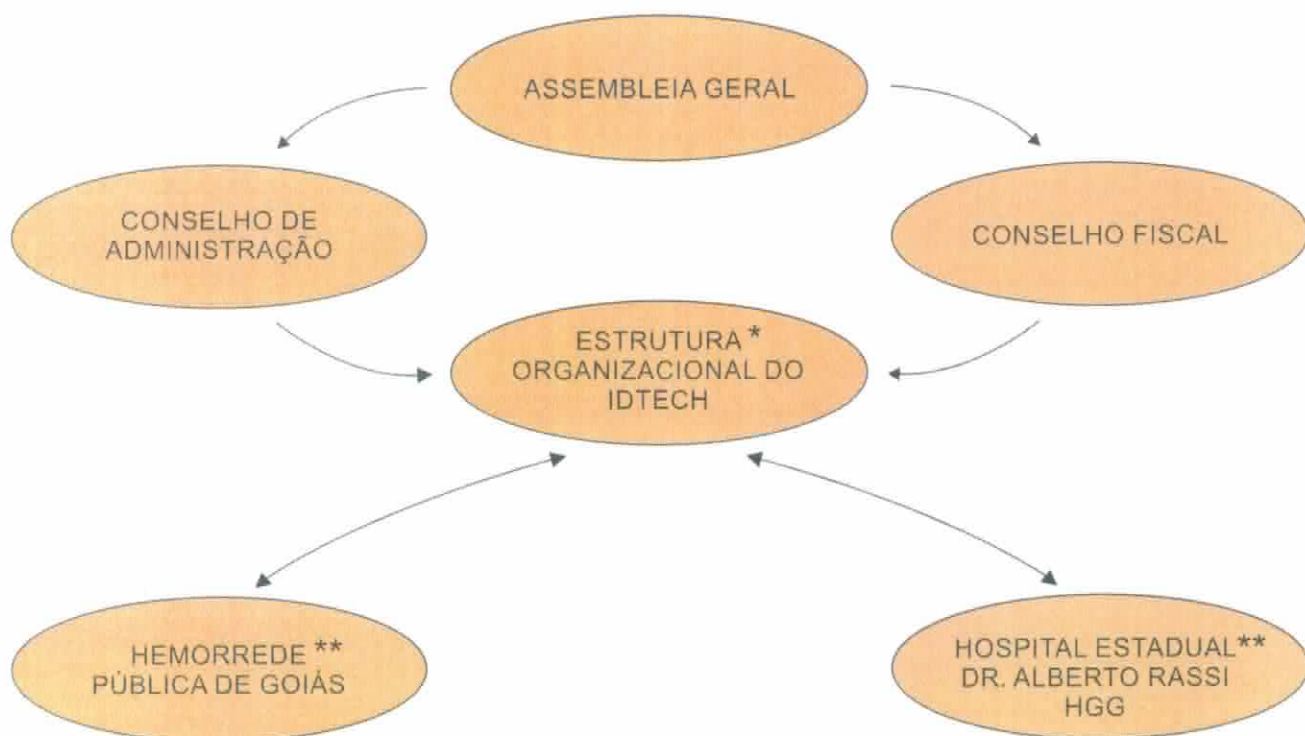 ASSEMBLEIA GERAL
CONSELHO DE
ADMINISTRAÇÃO
CONSELHO FISCAL
ESTRUTURA *
ORGANIZACIONAL DO
IDTECH
HEMORREDE **
PÚBLICA DE GOIÁS
HOSPITAL ESTADUAL**
DR. ALBERTO RASSI
HGG